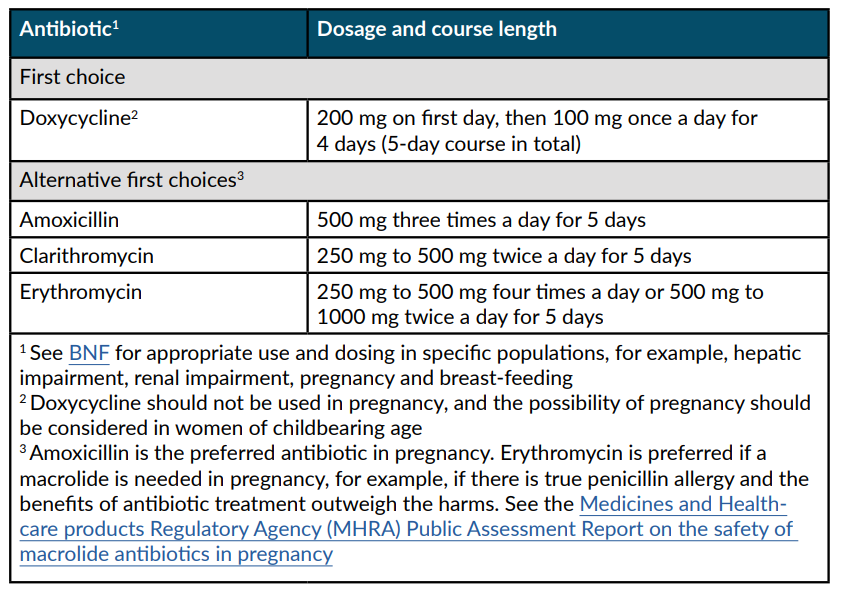 Antibiotic¹ Dosage and course length
First choice
Doxycycline² 200 mg on first day, then 100 mg once a day for
4 days (5-day course in total)
Alternative first choices³
Amoxicillin 500 mg three times a day for 5 days
Clarithromycin 250 mg to 500 mg twice a day for 5 days
Erythromycin 250 mg to 500 mg four times a day or 500 mg to
1000 mg twice a day for 5 days
¹ See BNF for appropriate use and dosing in specific populations, for example, hepatic
impairment, renal impairment, pregnancy and breast-feeding
² Doxycycline should not be used in pregnancy, and the possibility of pregnancy should
be considered in women of childbearing age
³ Amoxicillin is the preferred antibiotic in pregnancy. Erythromycin is preferred if a
macrolide is needed in pregnancy, for example, if there is true penicillin allergy and the
benefits of antibiotic treatment outweigh the harms. See the Medicines and Health-
care products Regulatory Agency (MHRA) Public Assessment Report on the safety of
macrolide antibiotics in pregnancy